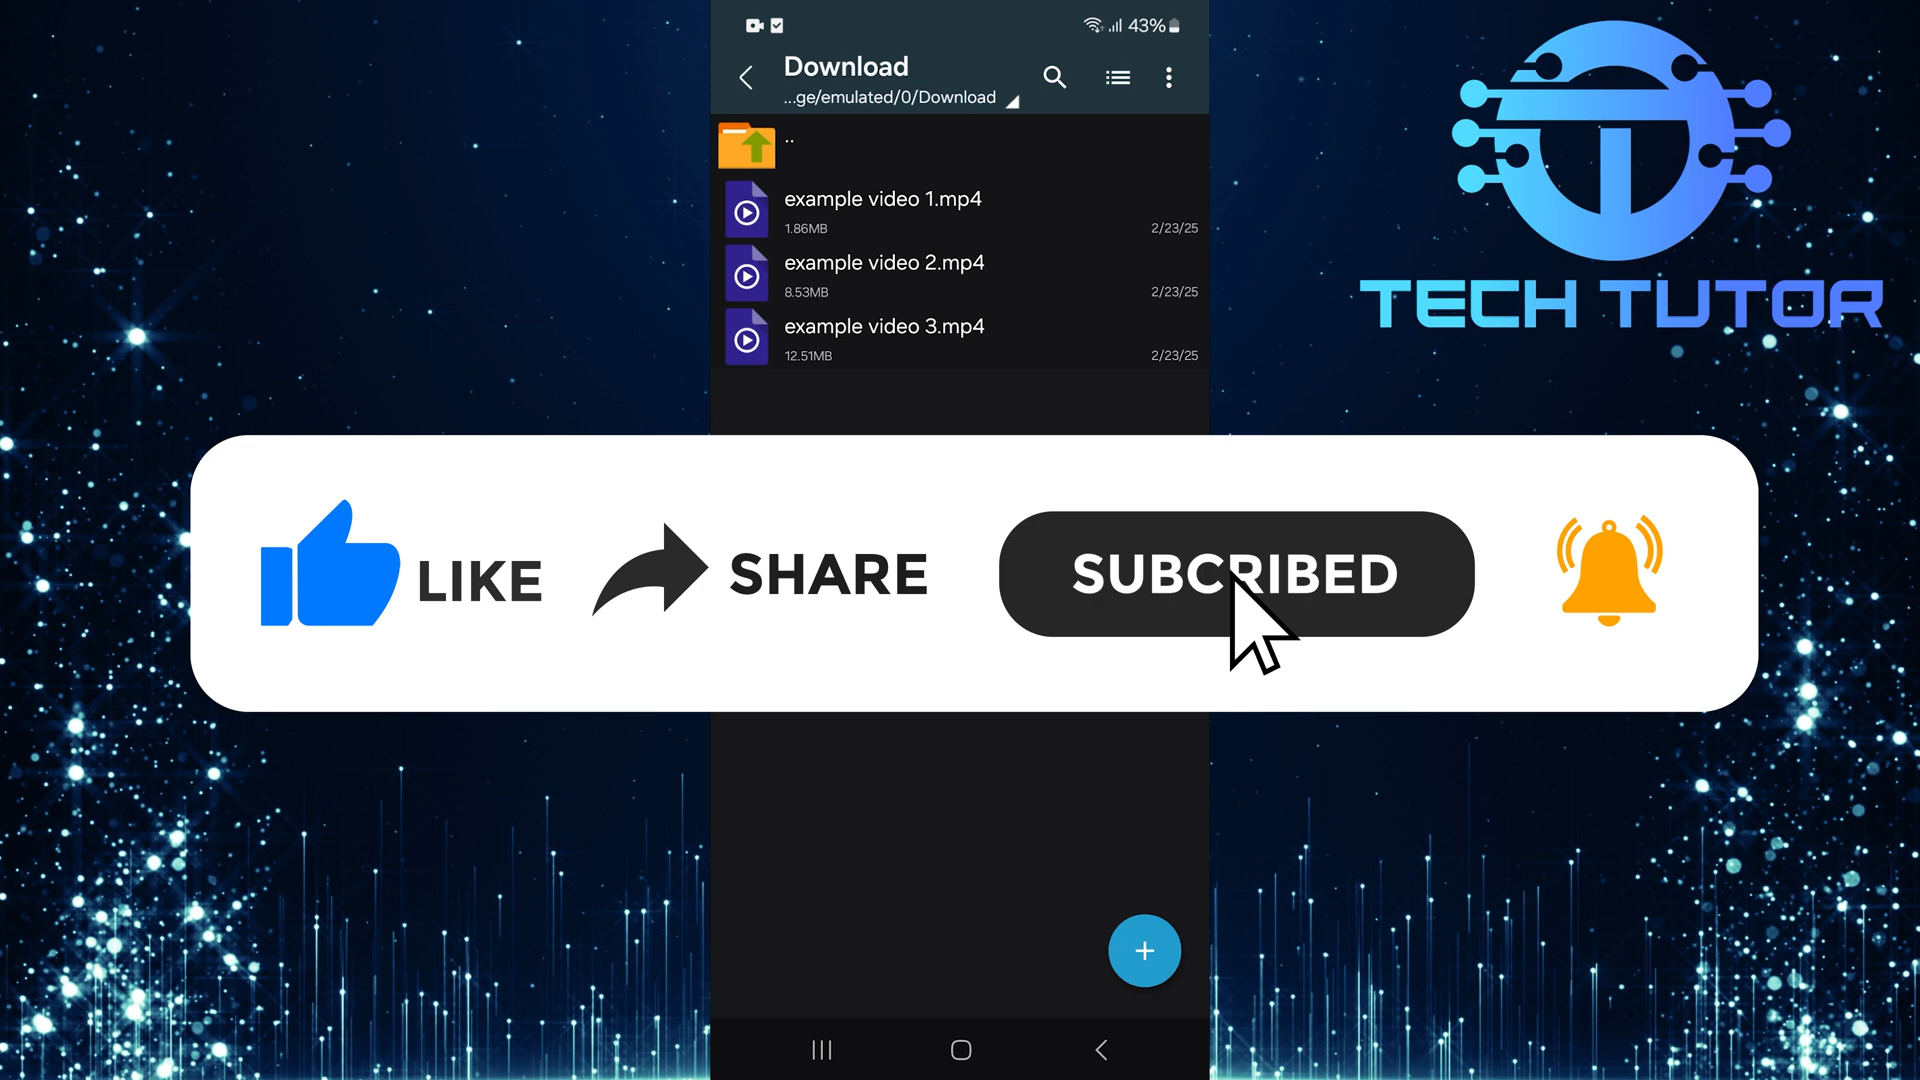 43%
Download
...ge/emulated/0/Download
..
example video 1.mp4
1.86MB
2/23/25
example video 2.mp4
8.53MB
2/23/25
example video 3.mp4
12.51MB
2/23/25
TECH TUTOR
LIKE
SHARE
SUBCRIBED